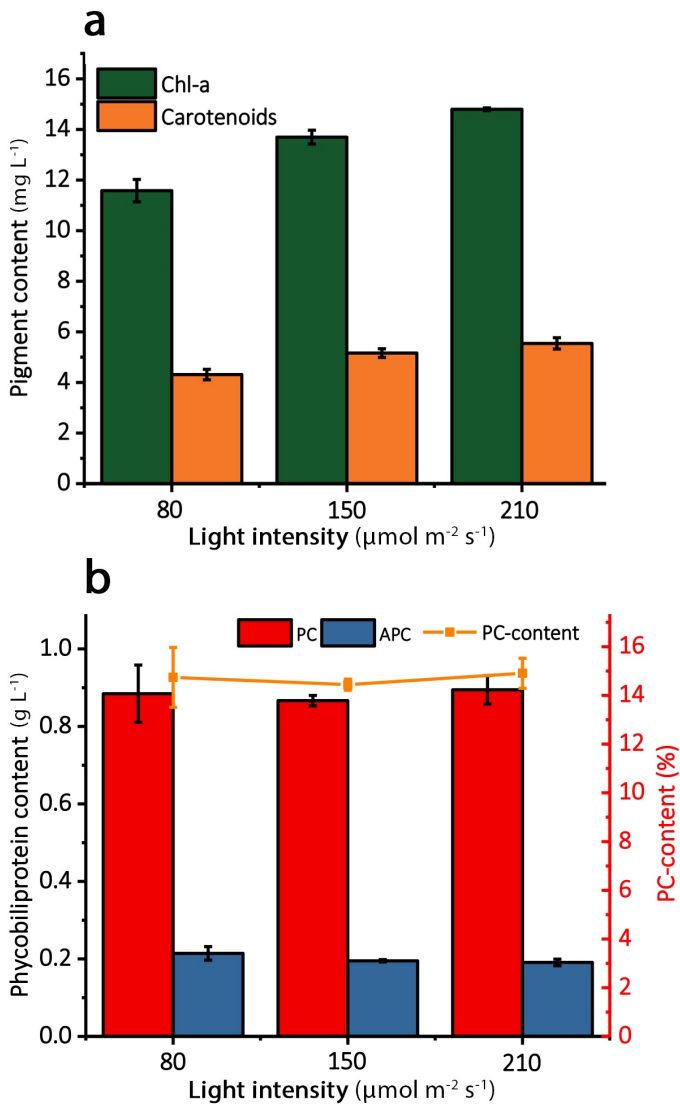 a
Chl-a
Carotenoids
16
14
12
10
8
6
4
2
0
Pigment content (mg L⁻¹)
80 150 210
Light intensity (μmol m⁻² s⁻¹)
b
PC APC PC-content
1.0
0.8
0.6
0.4
0.2
0.0
Phycobiliprotein content (g L⁻¹)
16
14
12
10
8
6
4
2
0
PC-content (%)
80 150 210
Light intensity (μmol m⁻² s⁻¹)